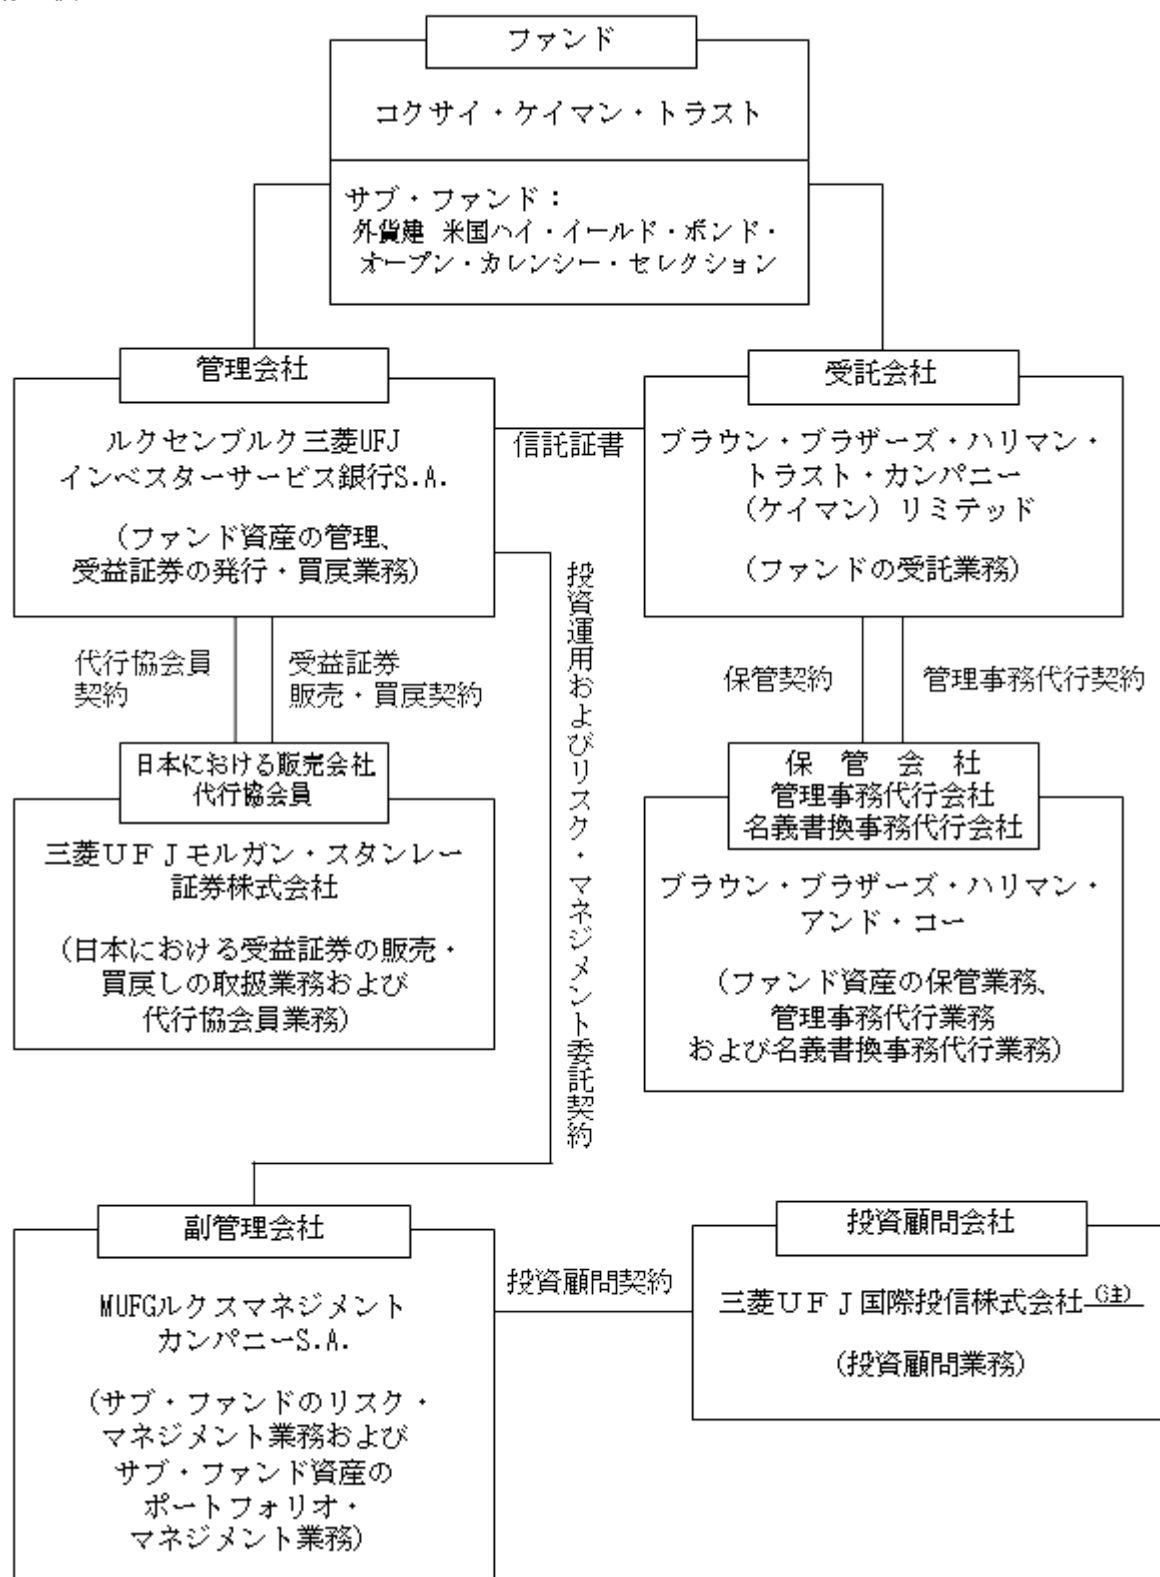 ファンド
コクサイ・ケイマン・トラスト
サブ・ファンド：
外貨建 米国ハイ・イールド・ボンド・
オープン・カレンシー・セレクション
管理会社
ルクセンブルク三菱UFJ
インベスターサービス銀行S.A.
（ファンド資産の管理、
受益証券の発行・買戻業務）
信託証書
受託会社
ブラウン・ブラザーズ・ハリマン・
トラスト・カンパニー
（ケイマン）リミテッド
（ファンドの受託業務）
代行協会員
契約
受益証券
販売・買戻契約
投資運用およびリスク・マネジメント委託契約
保管契約
管理事務代行契約
日本における販売会社
代行協会員
三菱ＵＦＪモルガン・スタンレー
証券株式会社
（日本における受益証券の販売・
買戻しの取扱業務および
代行協会員業務）
保　管　会　社
管理事務代行会社
名義書換事務代行会社
ブラウン・ブラザーズ・ハリマン・
アンド・コー
（ファンド資産の保管業務、
管理事務代行業務
および名義書換事務代行業務）
副管理会社
MUFGルクスマネジメント
カンパニーS.A.
（サブ・ファンドのリスク・
マネジメント業務および
サブ・ファンド資産の
ポートフォリオ・
マネジメント業務）
投資顧問契約
投資顧問会社
三菱ＵＦＪ国際投信株式会社（注）
（投資顧問業務）